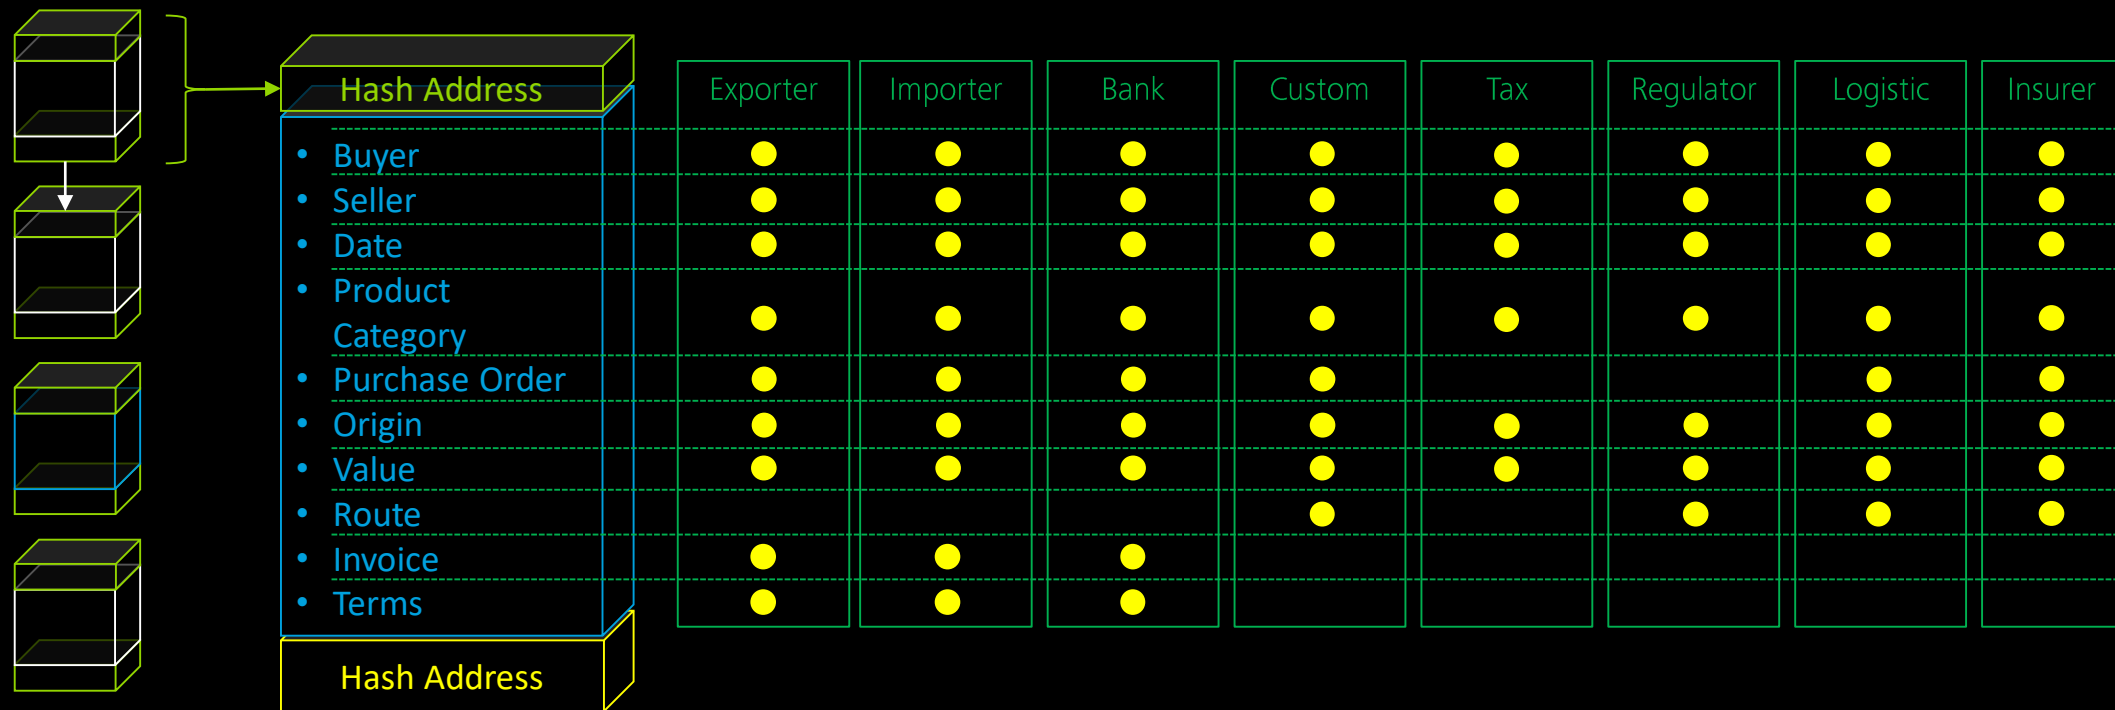 Hash Address
Exporter
Importer
Bank
Custom
Tax
Regulator
Logistic
Insurer
• Buyer
• Seller
• Date
• Product
Category
• Purchase Order
• Origin
• Value
• Route
• Invoice
• Terms
Hash Address